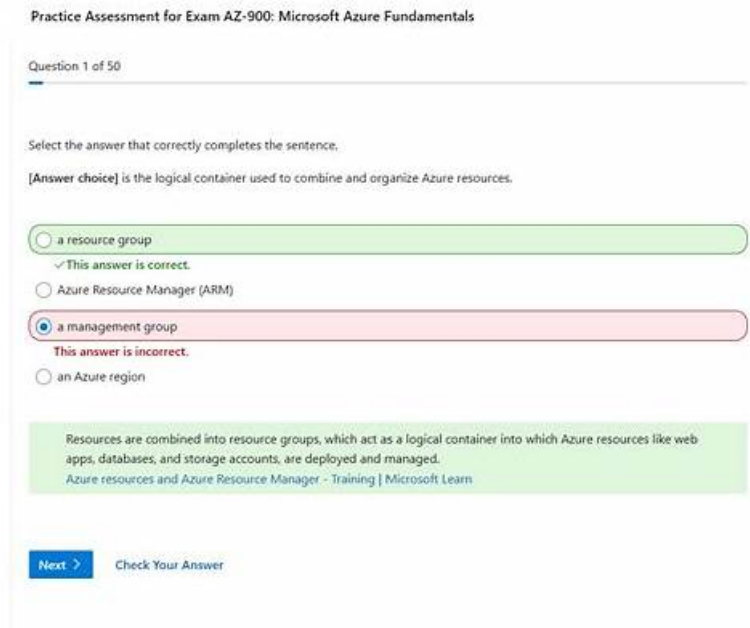 Practice Assessment for Exam AZ-900: Microsoft Azure Fundamentals
Question 1 of 50
Select the answer that correctly completes the sentence.
[Answer choice] is the logical container used to combine and organize Azure resources.
a resource group
✓This answer is correct.
Azure Resource Manager (ARM)
a management group
This answer is incorrect.
an Azure region
Resources are combined into resource groups, which act as a logical container into which Azure resources like web
apps, databases, and storage accounts, are deployed and managed.
Azure resources and Azure Resource Manager - Training | Microsoft Learn
Next >
Check Your Answer